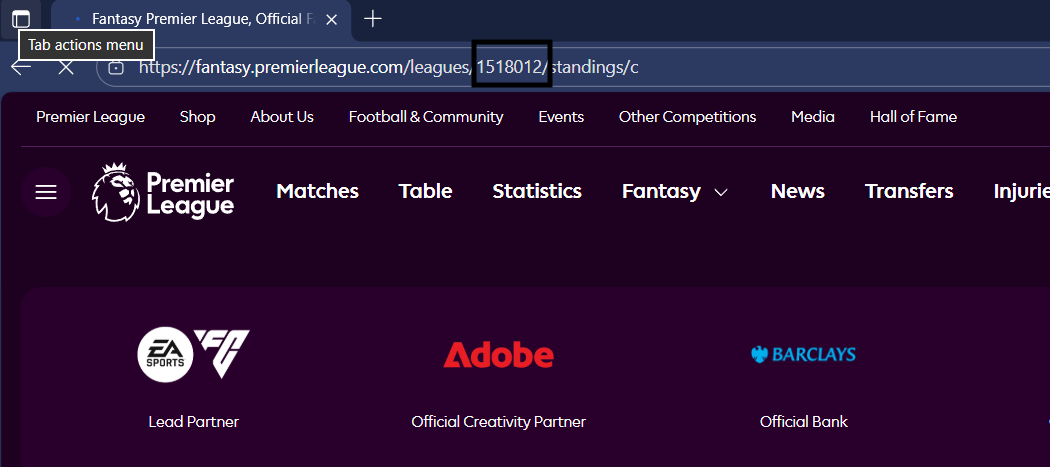 Fantasy Premier League, Official F
Tab actions menu
https://fantasy.premierleague.com/leagues/1518012/standings/c
Premier League Shop About Us Football & Community Events Other Competitions Media Hall of Fame
Premier League
Matches Table Statistics Fantasy News Transfers Injurie
EA SPORTS FC
Adobe
BARCLAYS
Lead Partner Official Creativity Partner Official Bank